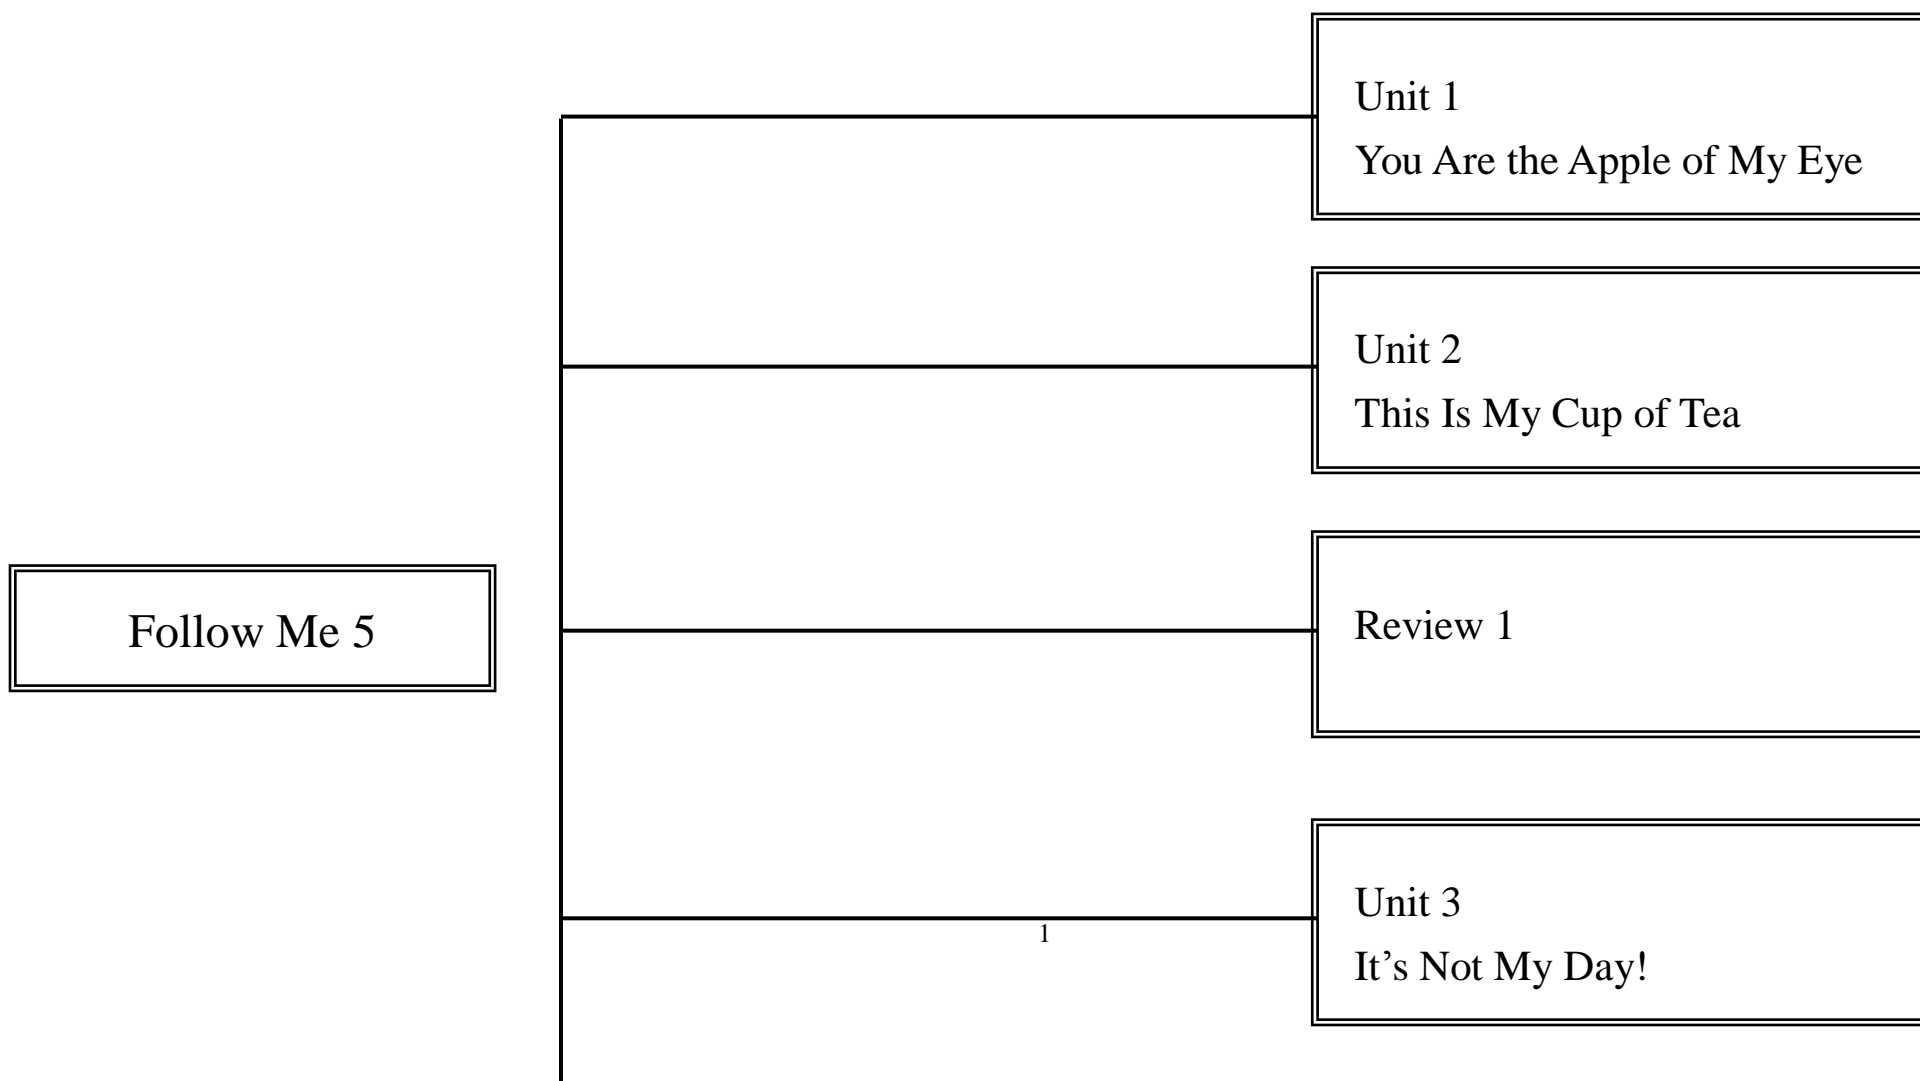 Unit 1
You Are the Apple of My Eye
Unit 2
This Is My Cup of Tea
Follow Me 5
Review 1
Unit 3
1
It’s Not My Day!